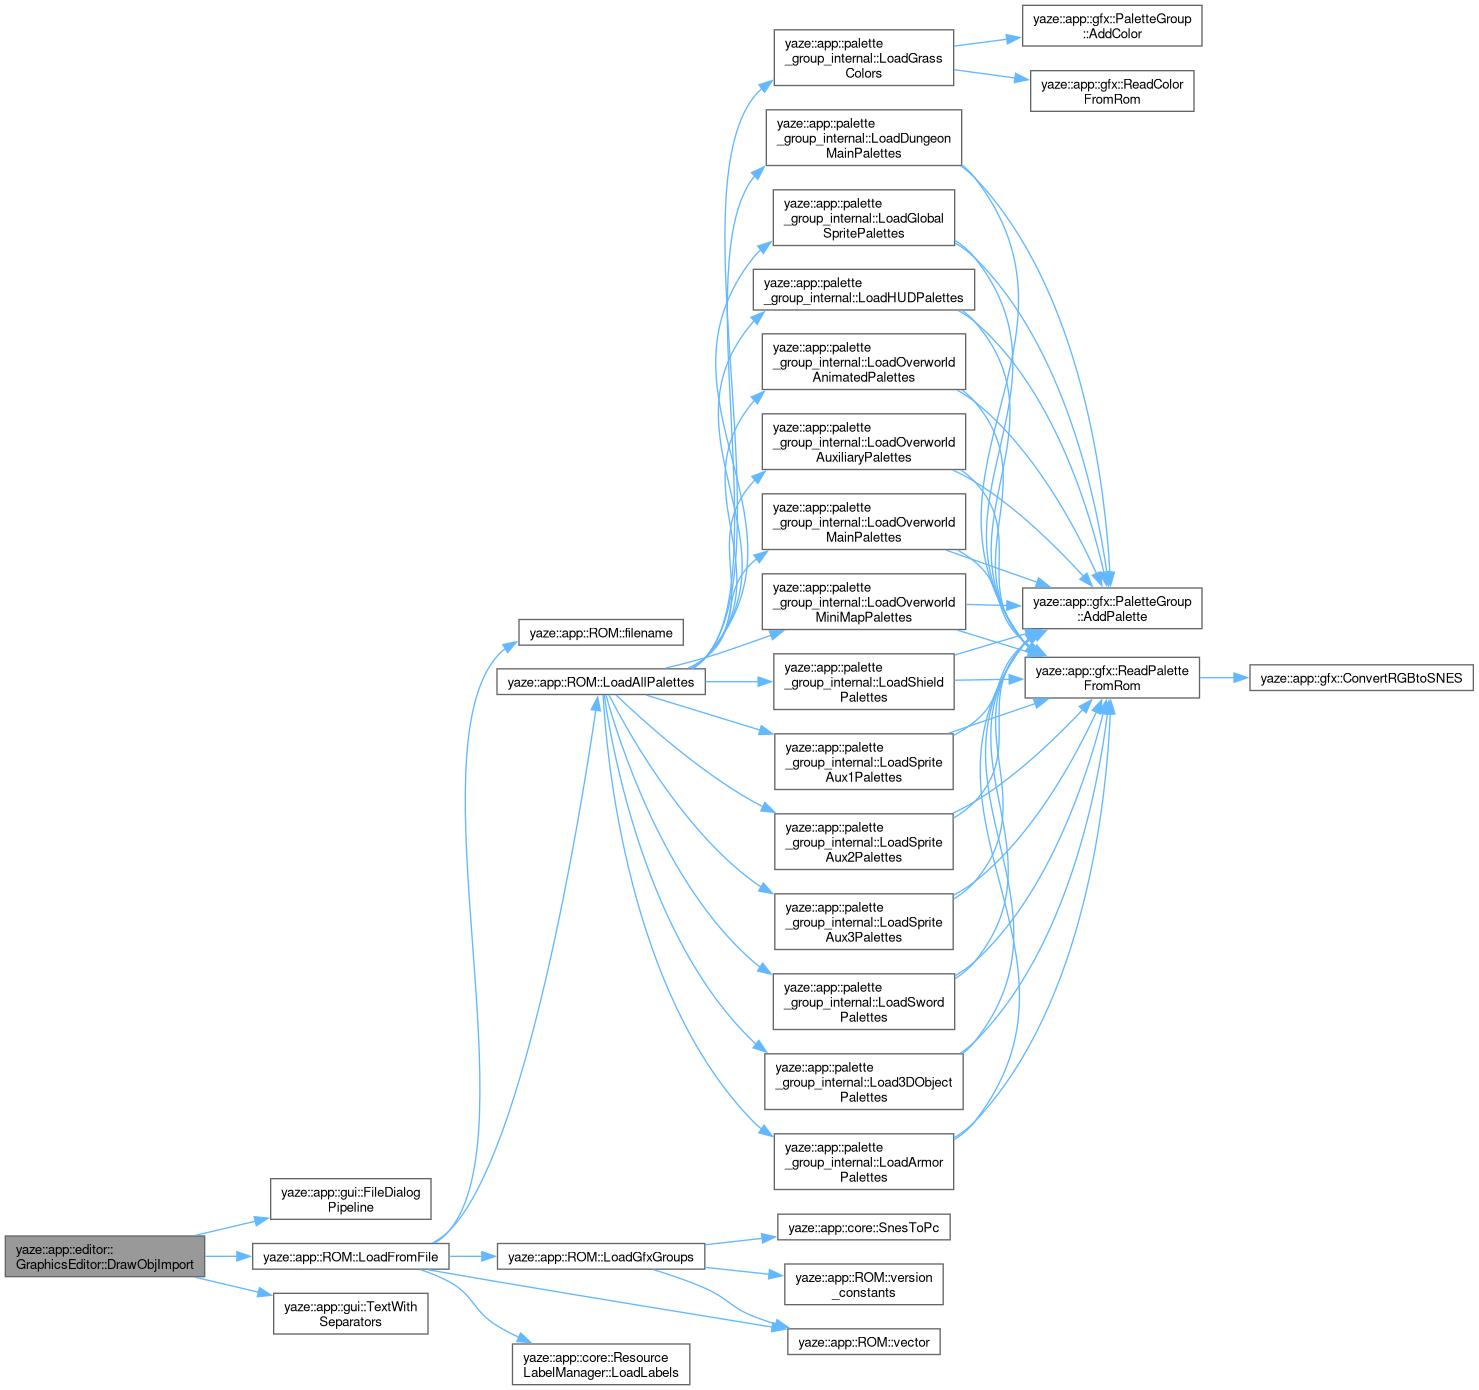 yaze::app::editor::
GraphicsEditor::DrawObjImport
yaze::app::gui::FileDialog
Pipeline
yaze::app::ROM::LoadFromFile
yaze::app::gui::TextWith
Separators
yaze::app::ROM::filename
yaze::app::ROM::LoadAllPalettes
yaze::app::ROM::LoadGfxGroups
yaze::app::core::Resource
LabelManager::LoadLabels
yaze::app::palette
_group_internal::LoadGrass
Colors
yaze::app::palette
_group_internal::LoadDungeon
MainPalettes
yaze::app::palette
_group_internal::LoadGlobal
SpritePalettes
yaze::app::palette
_group_internal::LoadHUDPalettes
yaze::app::palette
_group_internal::LoadOverworld
AnimatedPalettes
yaze::app::palette
_group_internal::LoadOverworld
AuxiliaryPalettes
yaze::app::palette
_group_internal::LoadOverworld
MainPalettes
yaze::app::palette
_group_internal::LoadOverworld
MiniMapPalettes
yaze::app::palette
_group_internal::LoadShield
Palettes
yaze::app::palette
_group_internal::LoadSprite
Aux1Palettes
yaze::app::palette
_group_internal::LoadSprite
Aux2Palettes
yaze::app::palette
_group_internal::LoadSprite
Aux3Palettes
yaze::app::palette
_group_internal::LoadSword
Palettes
yaze::app::palette
_group_internal::Load3DObject
Palettes
yaze::app::palette
_group_internal::LoadArmor
Palettes
yaze::app::core::SnesToPc
yaze::app::ROM::version
_constants
yaze::app::ROM::vector
yaze::app::gfx::PaletteGroup
::AddColor
yaze::app::gfx::ReadColor
FromRom
yaze::app::gfx::PaletteGroup
::AddPalette
yaze::app::gfx::ReadPalette
FromRom
yaze::app::gfx::ConvertRGBtoSNES